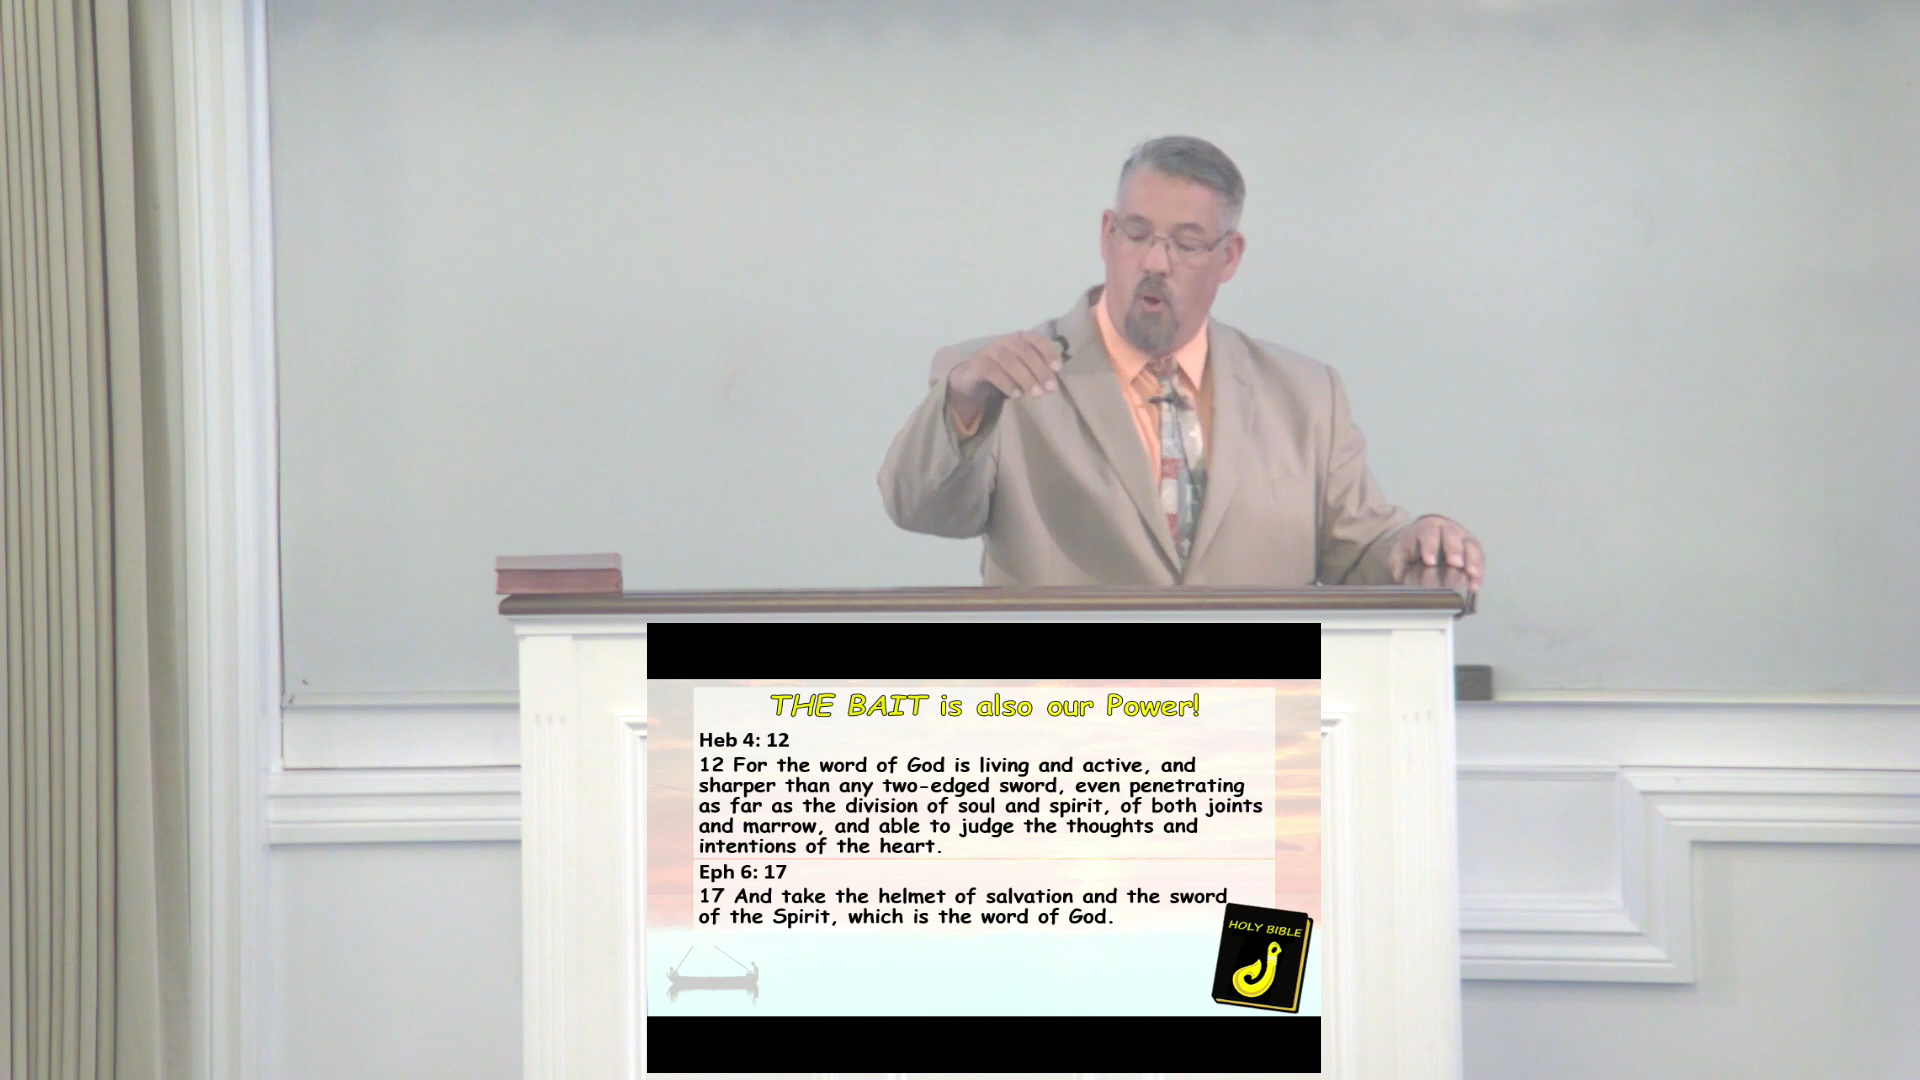 THE BAIT is also our Power!
Heb 4: 12
12 For the word of God is living and active, and
sharper than any two-edged sword, even penetrating
as far as the division of soul and spirit, of both joints
and marrow, and able to judge the thoughts and
intentions of the heart.
Eph 6: 17
17 And take the helmet of salvation and the sword
of the Spirit, which is the word of God.
HOLY BIBLE